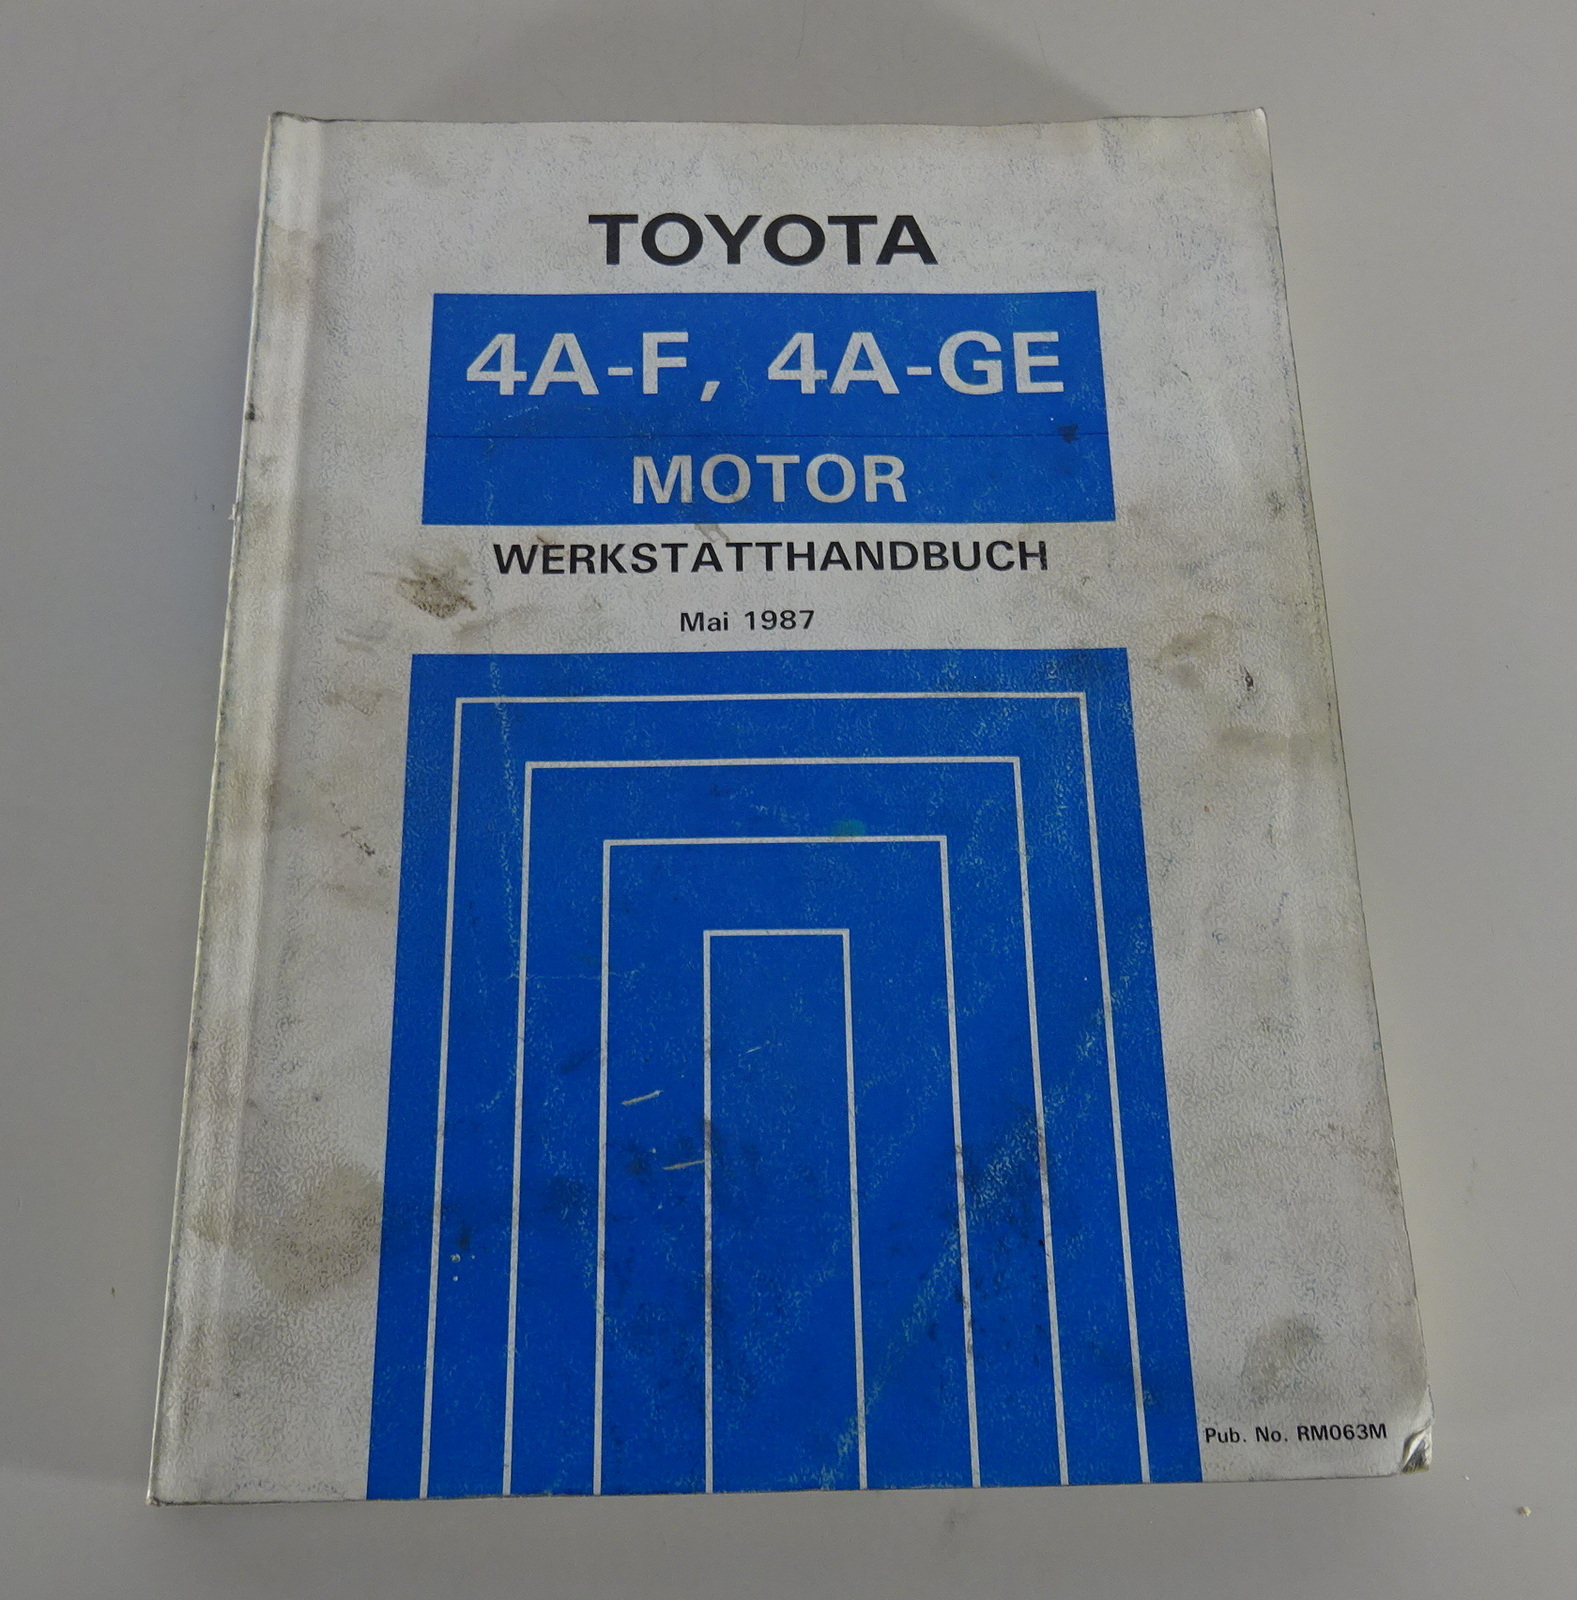 TOYOTA
4A-F, 4A-GE
MOTOR
WERKSTATTHANDBUCH
Mai 1987
Pub. No. RM063M